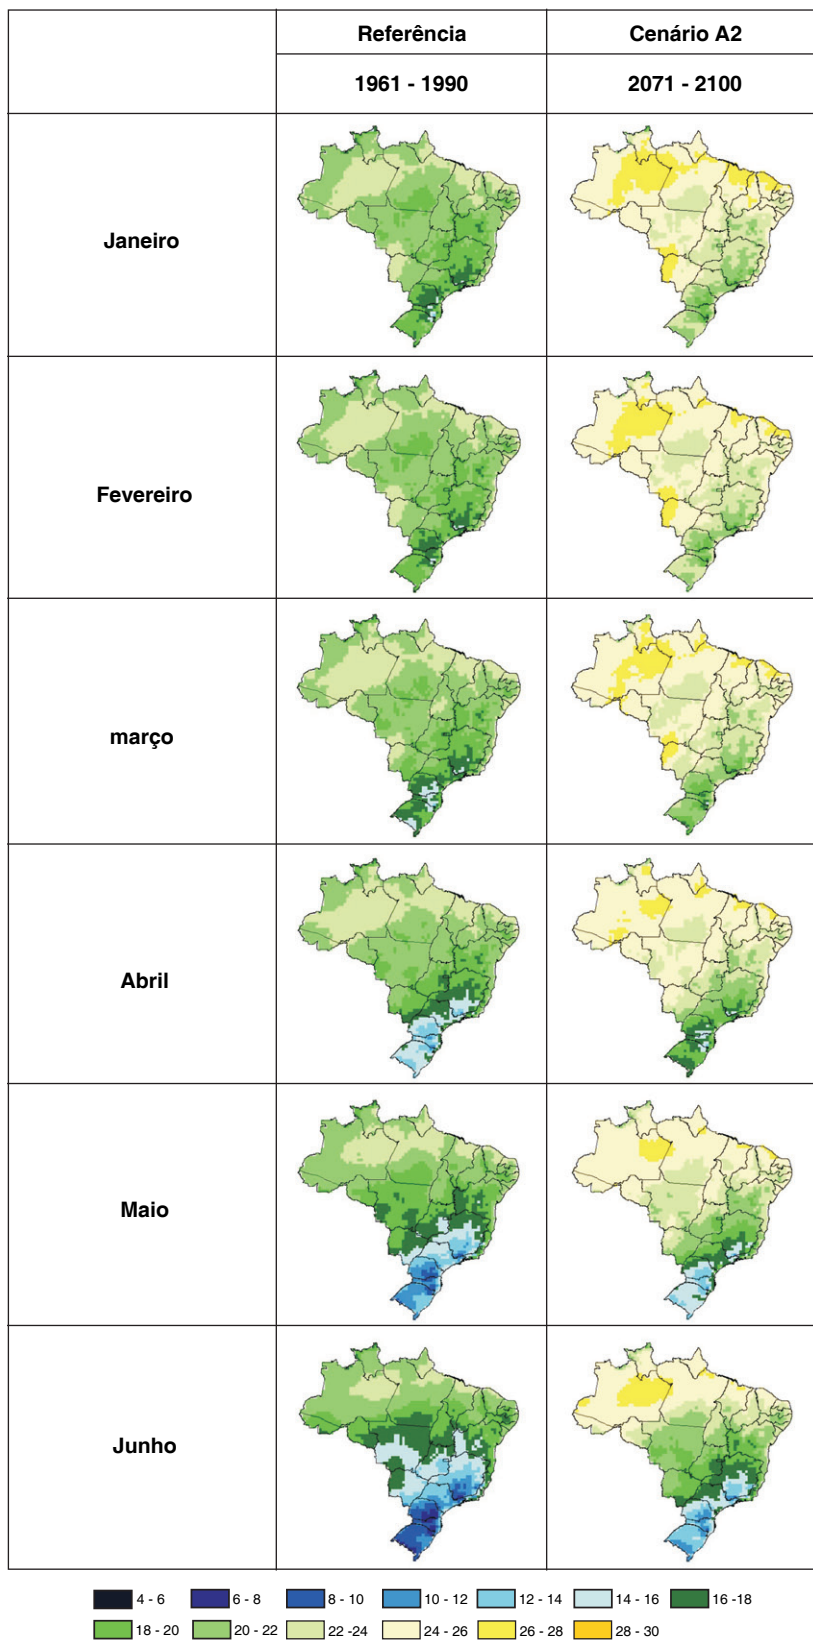 Referência Cenário A2
1961 - 1990 2071 - 2100
Janeiro
Fevereiro
março
Abril
Maio
Junho
4 - 6 6 - 8 8 - 10 10 - 12 12 - 14 14 - 16 16 -18
18 - 20 20 - 22 22 -24 24 - 26 26 - 28 28 - 30